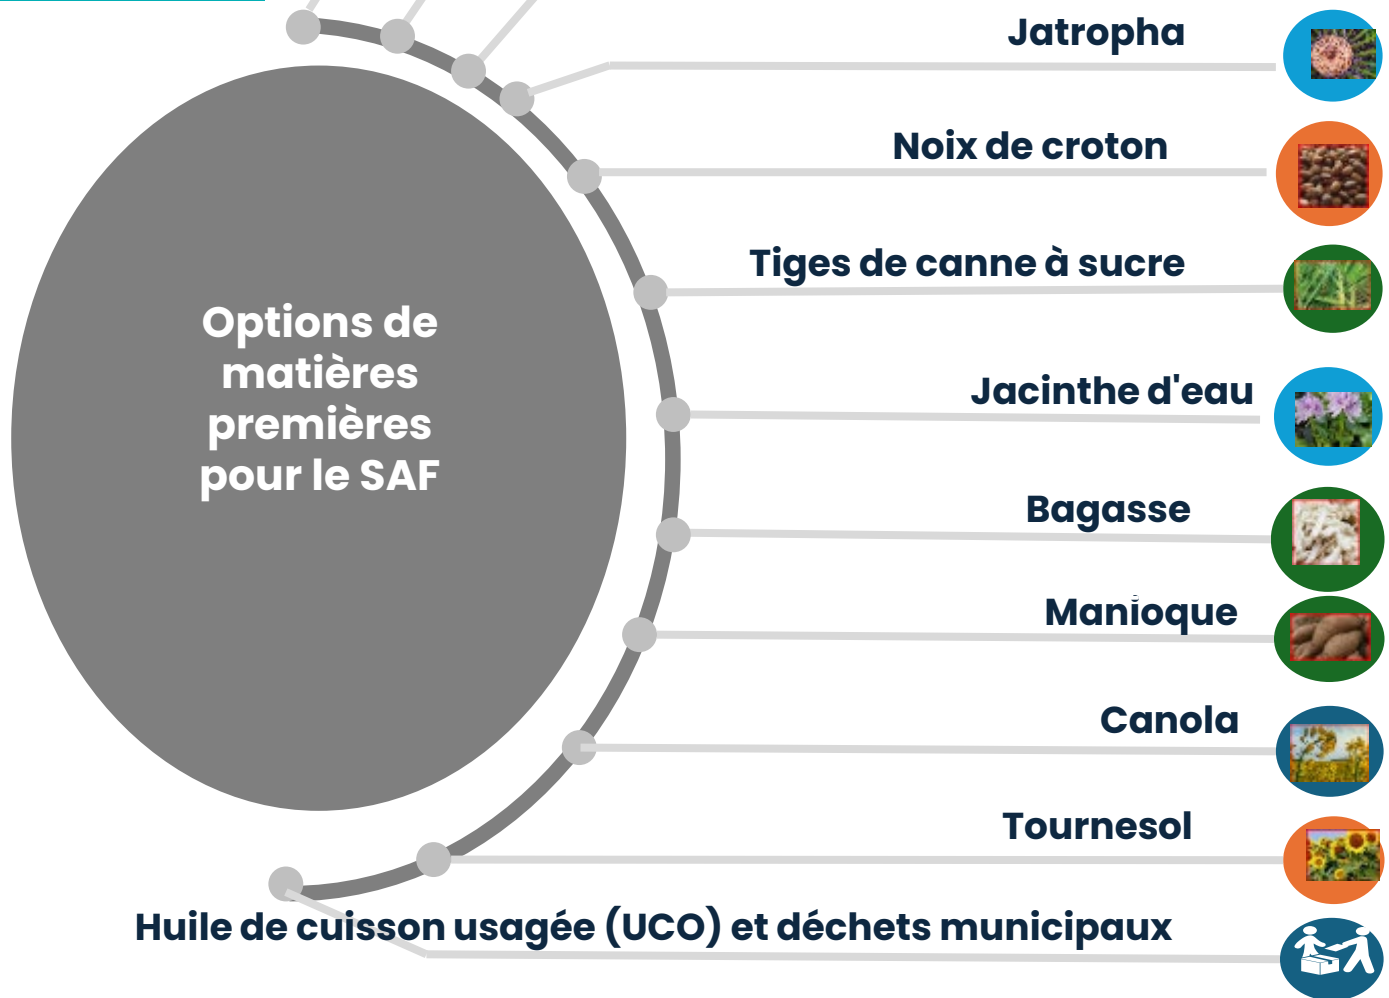 Options de
matières
premières
pour le SAF
Jatropha
Noix de croton
Tiges de canne à sucre
Jacinthe d'eau
Bagasse
Manioque
Canola
Tournesol
Huile de cuisson usagée (UCO) et déchets municipaux